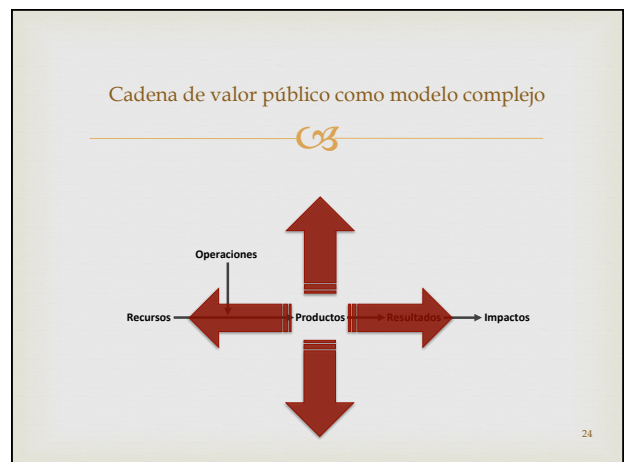 Cadena de valor público como modelo complejo
Operaciones
Recursos
Productos
Resultados
Impactos
24